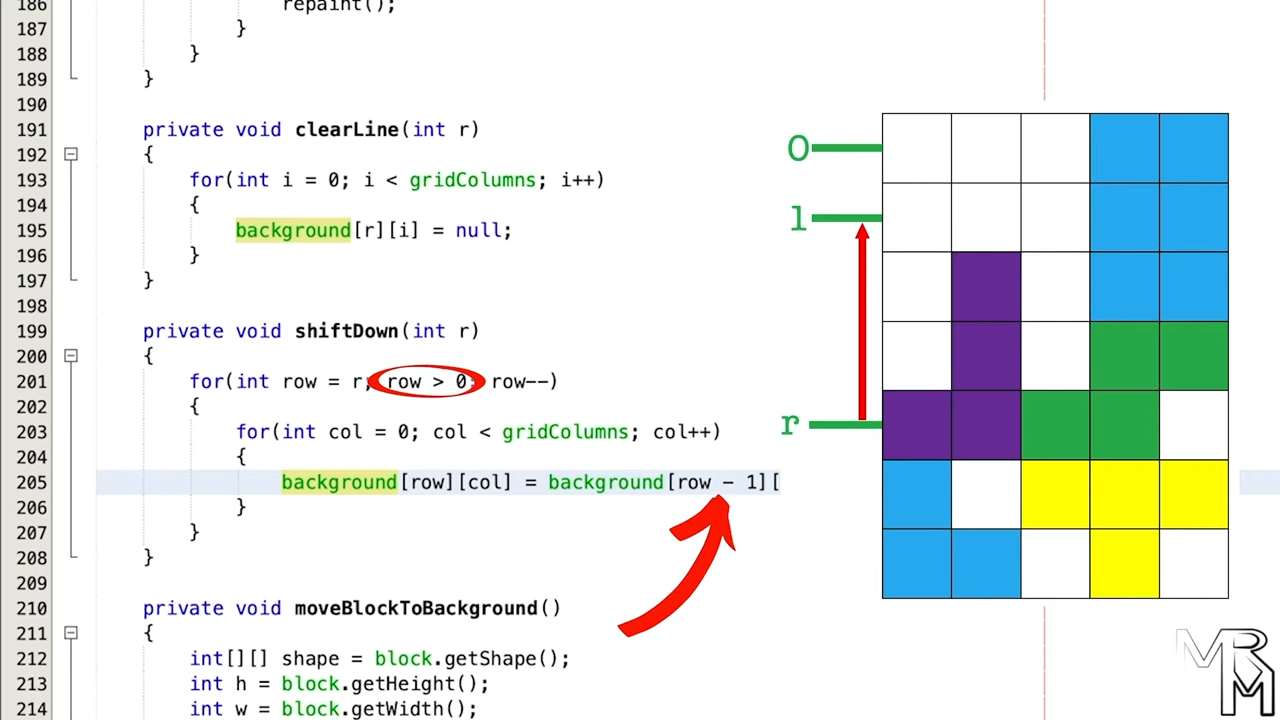 186 repaint();
187 }
188 }
189 }
190
191 private void clearLine(int r)
192 {
193 for(int i = 0; i < gridColumns; i++)
194 {
195 background[r][i] = null;
196 }
197 }
198
199 private void shiftDown(int r)
200 {
201 for(int row = r; row > 0; row--)
202 {
203 for(int col = 0; col < gridColumns; col++)
204 {
205 background[row][col] = background[row - 1][
206 }
207 }
208 }
209
210 private void moveBlockToBackground()
211 {
212 int[][] shape = block.getShape();
213 int h = block.getHeight();
214 int w = block.getWidth();
0
1
r
MRM